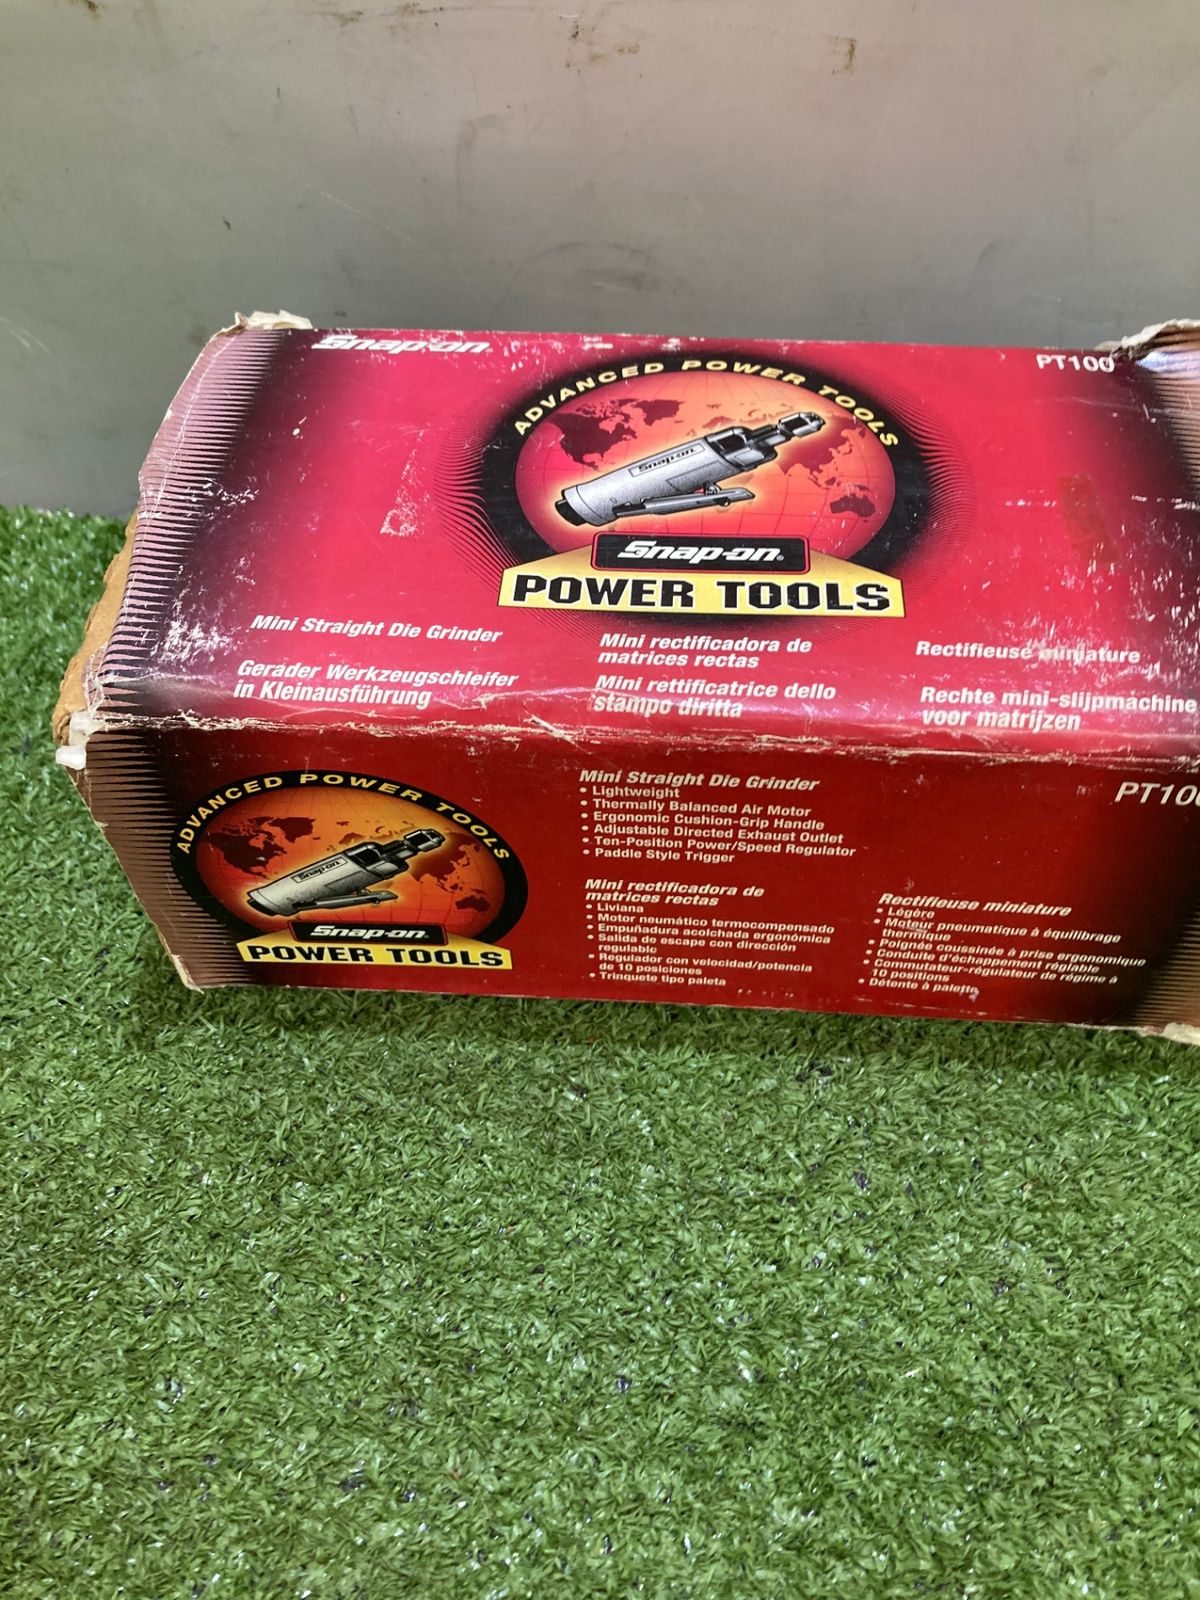 Snap-on
PT100
ADVANCED POWER TOOLS
Snap-on
Snap-on
POWER TOOLS
Mini Straight Die Grinder
Gerader Werkzeugschleifer
in Kleinausführung
Mini rectificadora de
matrices rectas
Mini rettificatrice dello
stampo diritta
Rectifieuse miniature
Rechte mini-slijpmachine
voor matrijzen
ADVANCED POWER TOOLS
Snap-on
Snap-on
POWER TOOLS
PT100
Mini Straight Die Grinder
• Lightweight
• Thermally Balanced Air Motor
• Ergonomic Cushion-Grip Handle
• Adjustable Directed Exhaust Outlet
• Ten-Position Power/Speed Regulator
• Paddle Style Trigger
Mini rectificadora de
matrices rectas
• Liviana
• Motor neumático termocompensado
• Empuñadura acolchada ergonómica
• Salida de escape con dirección
regulable
• Regulador con velocidad/potencia
de 10 posiciones
• Trinquete tipo paleta
Rectifieuse miniature
• Légère
• Moteur pneumatique à équilibrage
thermique
• Poignée coussinée à prise ergonomique
• Conduite d'échappement réglable
• Commutateur-régulateur de régime à
10 positions
• Détente à palette